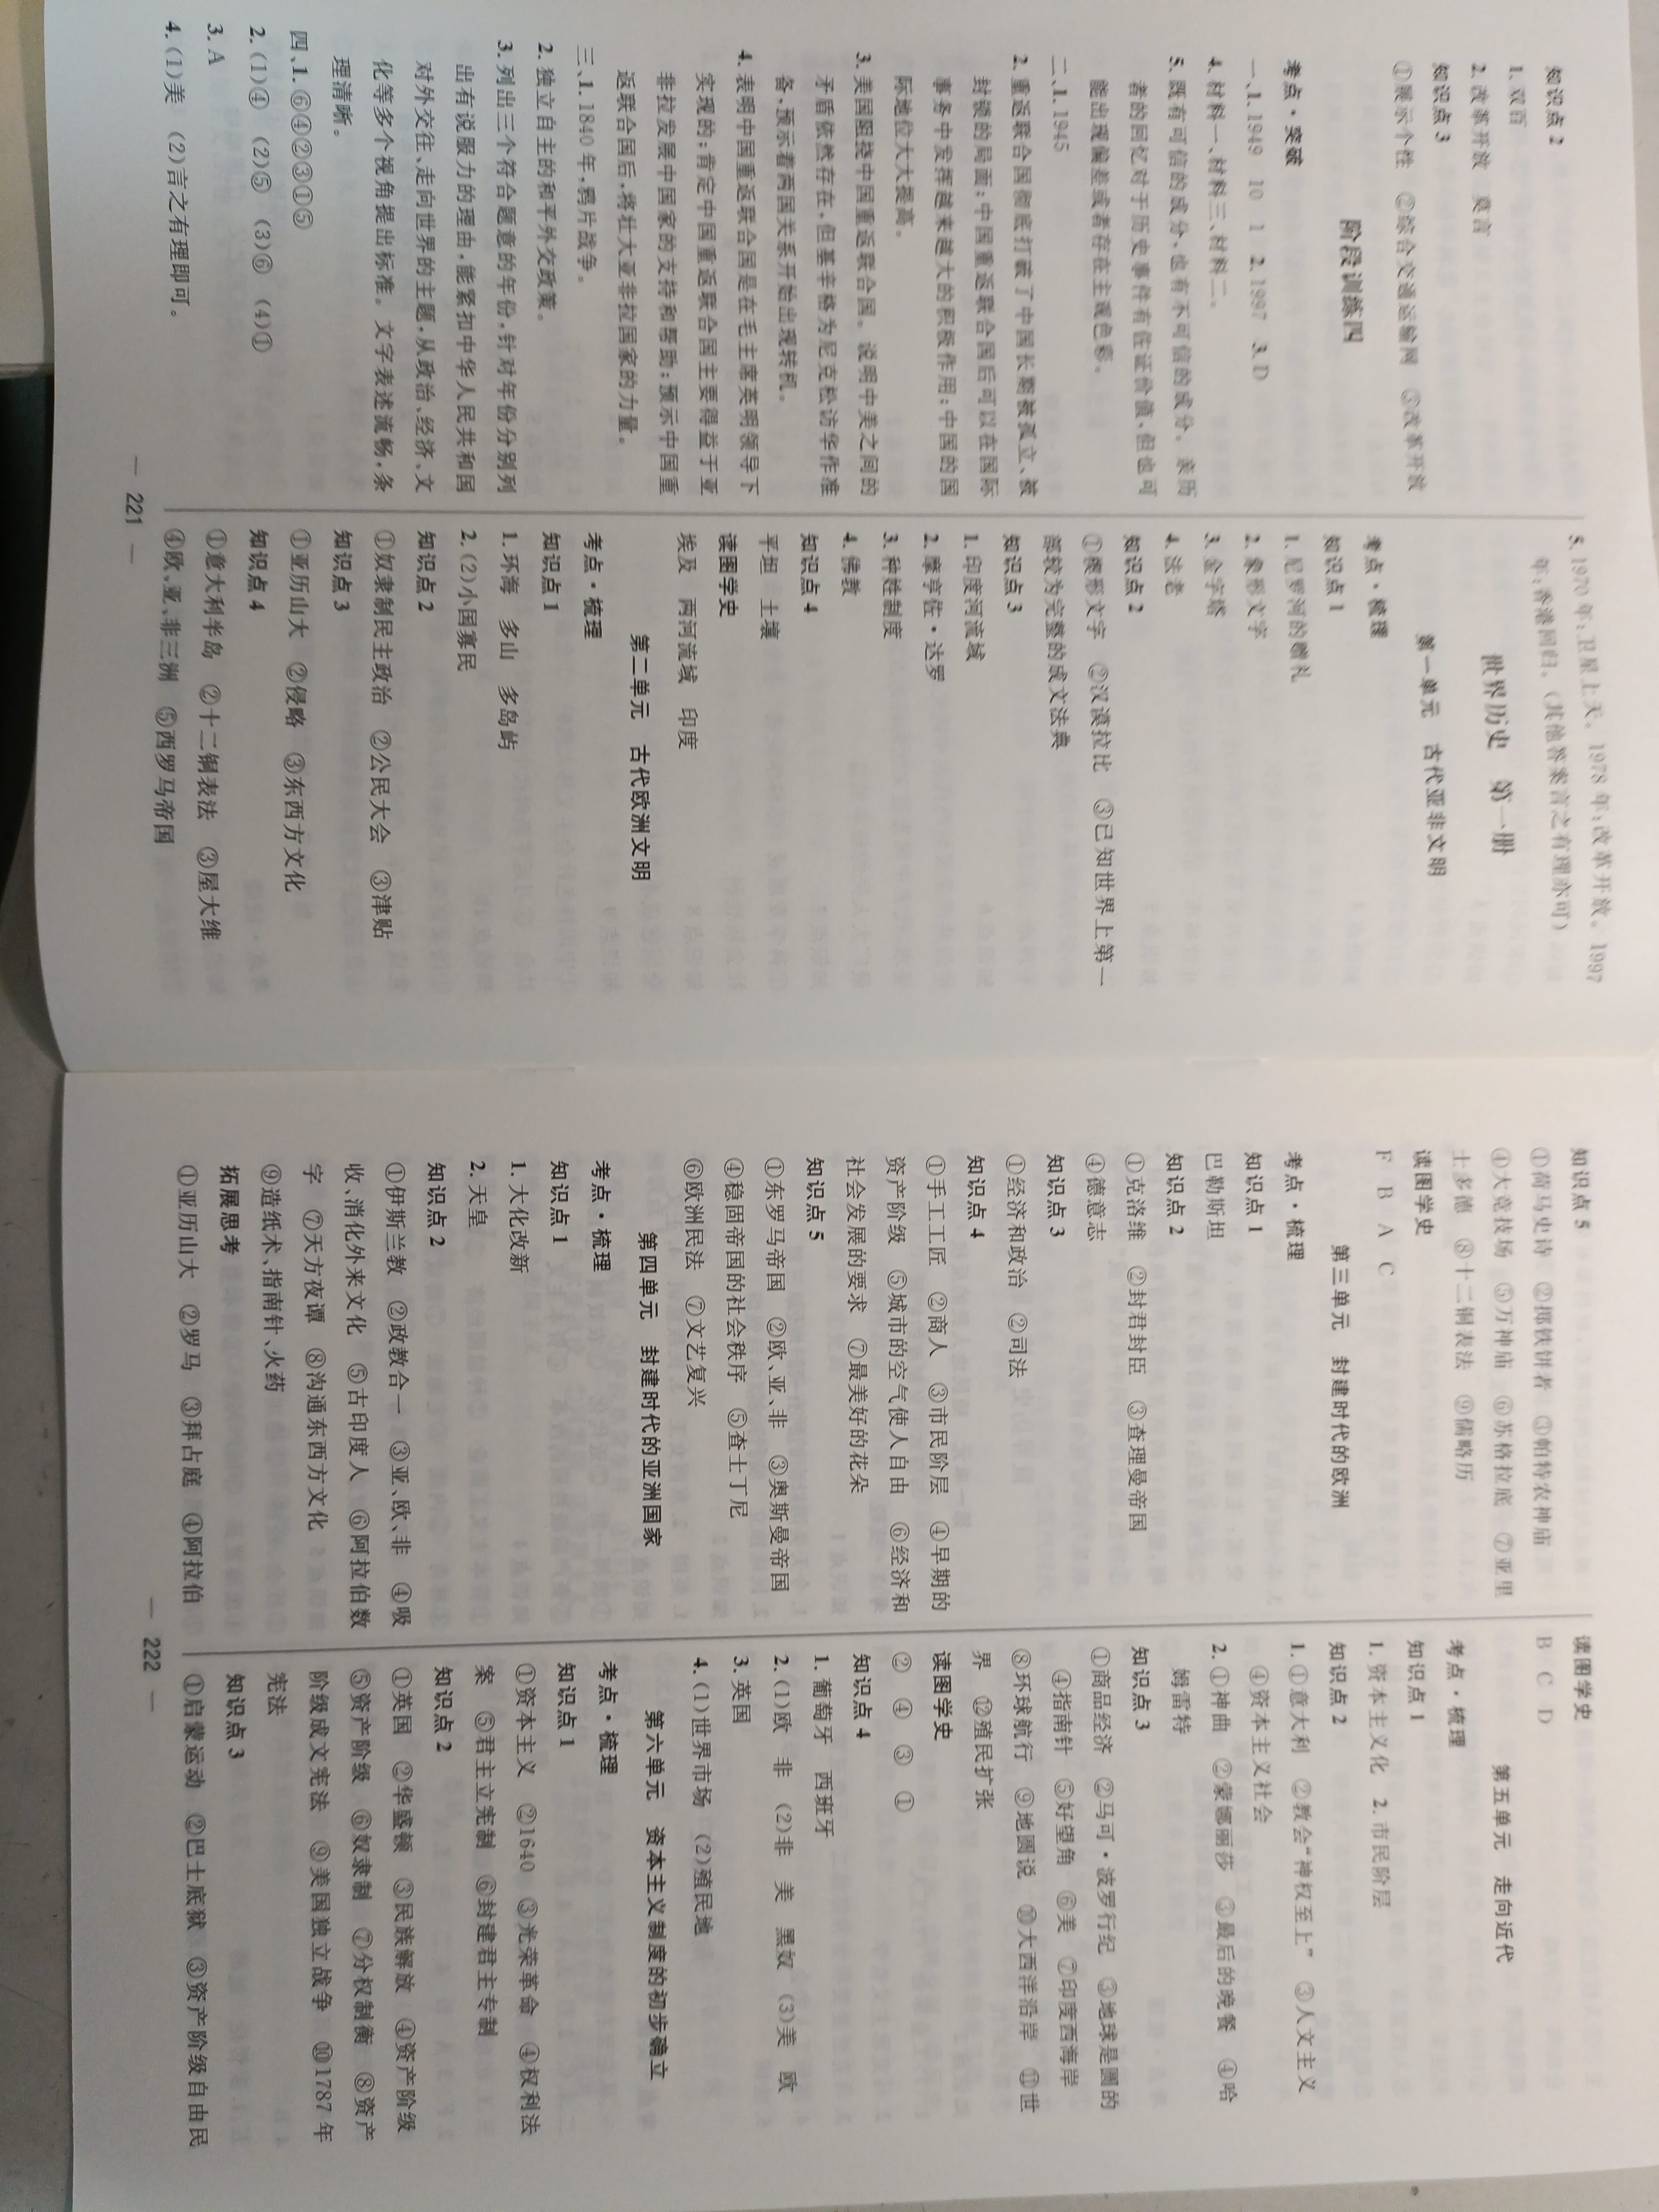 知识点 2
1. 双百
2. 改革开放　莫言
知识点 3
①展示个性　②综合交通运输网　③改革开放
阶段训练四
考点·突破
一、1. 1949　10　1　2. 1997　3. D
4. 材料一、材料三、材料二。
5. 既有可信的成分,也有不可信的成分。亲历
者的回忆对于历史事件有佐证价值,但也可
能出现偏差或者存在主观色彩。
二、1. 1945
2. 重返联合国彻底打破了中国长期被孤立、被
封锁的局面;中国重返联合国后可以在国际
事务中发挥越来越大的积极作用;中国的国
际地位大大提高。
3. 美国阻挠中国重返联合国。说明中美之间的
矛盾依然存在,但基辛格为尼克松访华作准
备,预示着两国关系开始出现转机。
4. 表明中国重返联合国是在毛主席英明领导下
实现的;肯定中国重返联合国主要得益于亚
非拉发展中国家的支持和帮助;预示中国重
返联合国后,将壮大亚非拉国家的力量。
三、1. 1840 年,鸦片战争。
2. 独立自主的和平外交政策。
3. 列出三个符合题意的年份,针对年份分别列
出有说服力的理由,能紧扣中华人民共和国
对外交往、走向世界的主题,从政治、经济、文
化等多个视角提出标准。文字表述流畅,条
理清晰。
四、1. ⑥④②③①⑤
2. (1)④　(2)⑤　(3)⑥　(4)①
3. A
4. (1)美　(2)言之有理即可。
5. 1970 年:卫星上天。1978 年:改革开放。1997
年:香港回归。(其他答案言之有理亦可)
世界历史　第一册
第一单元　古代亚非文明
考点·梳理
知识点 1
1. 尼罗河的赠礼
2. 象形文字
3. 金字塔
4. 法老
知识点 2
①楔形文字　②汉谟拉比　③已知世界上第一
部较为完整的成文法典
知识点 3
1. 印度河流域
2. 摩亨佐·达罗
3. 种姓制度
4. 佛教
知识点 4
平坦　土壤
读图学史
埃及　两河流域　印度
第二单元　古代欧洲文明
考点·梳理
知识点 1
1. 环海　多山　多岛屿
2. (2)小国寡民
知识点 2
①奴隶制民主政治　②公民大会　③津贴
知识点 3
①亚历山大　②侵略　③东西方文化
知识点 4
①意大利半岛　②十二铜表法　③屋大维
④欧、亚、非三洲　⑤西罗马帝国
— 221 —
知识点 5
①荷马史诗　②掷铁饼者　③帕特农神庙
④大竞技场　⑤万神庙　⑥苏格拉底　⑦亚里
士多德　⑧十二铜表法　⑨儒略历
读图学史
F　B　A　C
第三单元　封建时代的欧洲
考点·梳理
知识点 1
巴勒斯坦
知识点 2
①克洛维　②封君封臣　③查理曼帝国
④德意志
知识点 3
①经济和政治　②司法
知识点 4
①手工工匠　②商人　③市民阶层　④早期的
资产阶级　⑤城市的空气使人自由　⑥经济和
社会发展的要求　⑦最美好的花朵
知识点 5
①东罗马帝国　②欧、亚、非　③奥斯曼帝国
④稳固帝国的社会秩序　⑤查士丁尼
⑥欧洲民法　⑦文艺复兴
第四单元　封建时代的亚洲国家
考点·梳理
知识点 1
1. 大化改新
2. 天皇
知识点 2
①伊斯兰教　②政教合一　③亚、欧、非　④吸
收、消化外来文化　⑤古印度人　⑥阿拉伯数
字　⑦天方夜谭　⑧沟通东西方文化
⑨造纸术、指南针、火药
拓展思考
①亚历山大　②罗马　③拜占庭　④阿拉伯
读图学史
B　C　D
第五单元　走向近代
考点·梳理
知识点 1
1. 资本主义化　2. 市民阶层
知识点 2
1. ①意大利　②教会“神权至上”　③人文主义
④资本主义社会
2. ①神曲　②蒙娜丽莎　③最后的晚餐　④哈
姆雷特
知识点 3
①商品经济　②马可·波罗行纪　③地球是圆的
④指南针　⑤好望角　⑥美　⑦印度西海岸
⑧环球航行　⑨地圆说　⑩大西洋沿岸　⑪世
界　⑫殖民扩张
读图学史
②　④　③　①
知识点 4
1. 葡萄牙　西班牙
2. (1)欧　非　(2)非　美　黑奴　(3)美　欧
3. 英国
4. (1)世界市场　(2)殖民地
第六单元　资本主义制度的初步确立
考点·梳理
知识点 1
①资本主义　②1640　③光荣革命　④权利法
案　⑤君主立宪制　⑥封建君主专制
知识点 2
①英国　②华盛顿　③民族解放　④资产阶级
⑤资产阶级　⑥奴隶制　⑦分权制衡　⑧资产
阶级成文宪法　⑨美国独立战争　⑩1787 年
宪法
知识点 3
①启蒙运动　②巴士底狱　③资产阶级自由民
— 222 —